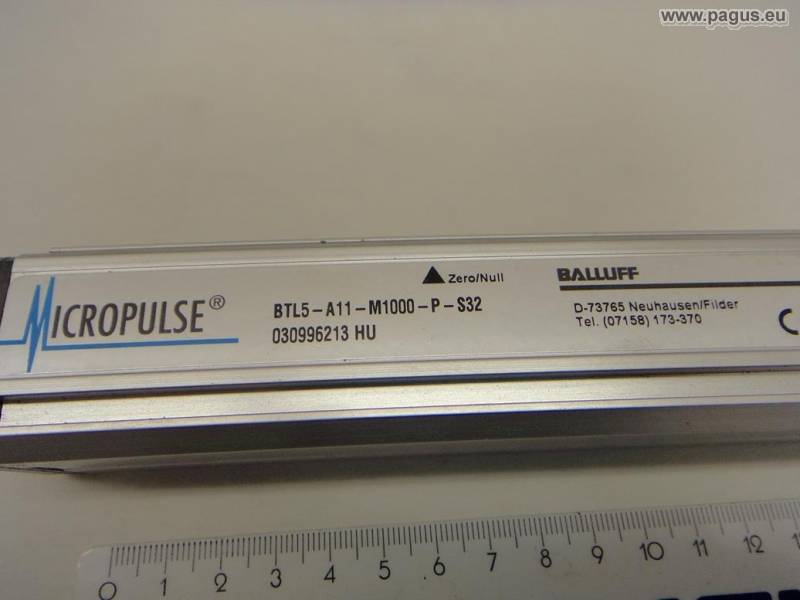 www.pagus.eu
MICROPULSE®
▲ Zero/Null
BTL5-A11-M1000-P-S32
030996213 HU
BALLUFF
D-73765 Neuhausen/Filder
Tel. (07158) 173-370
0 1 2 3 4 5 6 7 8 9 10 11 12